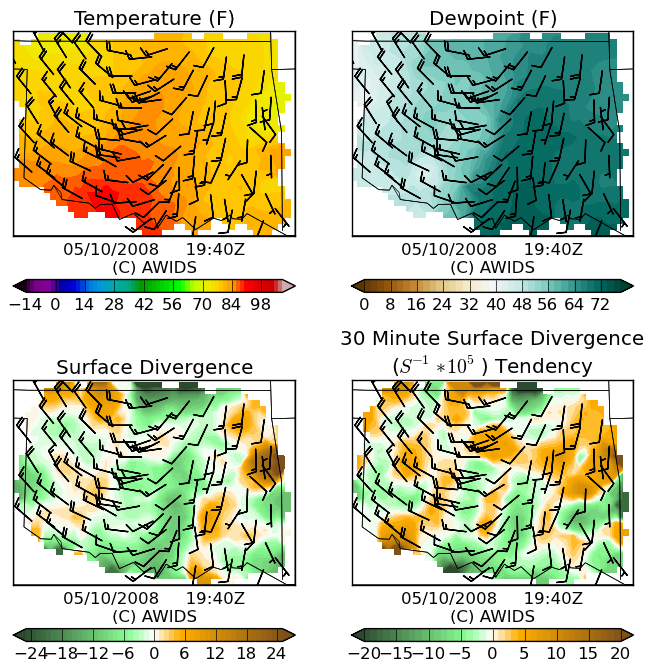 Temperature (F)
Dewpoint (F)
05/10/2008 19:40Z
(C) AWIDS
05/10/2008 19:40Z
(C) AWIDS
−14 0 14 28 42 56 70 84 98
0 8 16 24 32 40 48 56 64 72
30 Minute Surface Divergence
Surface Divergence
(S⁻¹ *10⁵ ) Tendency
05/10/2008 19:40Z
(C) AWIDS
05/10/2008 19:40Z
(C) AWIDS
−24 −18 −12 −6 0 6 12 18 24
−20 −15 −10 −5 0 5 10 15 20